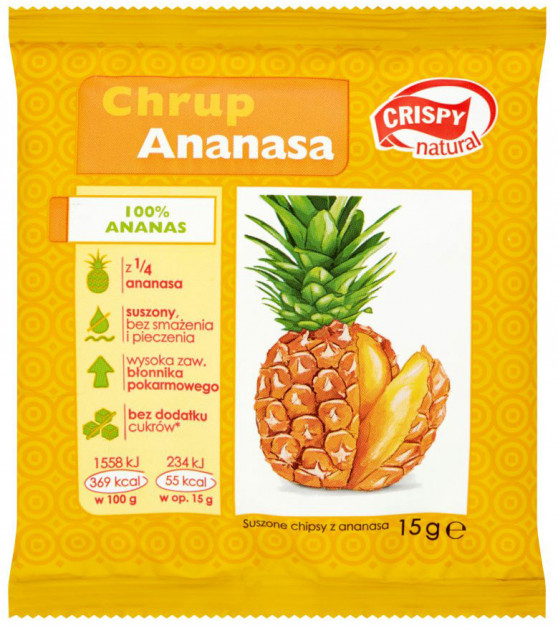 Chrup
Ananasa
CRISPY
natural
100%
ANANAS
z 1/4
ananasa
suszony,
bez smażenia
i pieczenia
wysoka zaw.
błonnika
pokarmowego
bez dodatku
cukrów*
1558 kJ
369 kcal
w 100 g
234 kJ
55 kcal
w op. 15 g
Suszone chipsy z ananasa 15g e